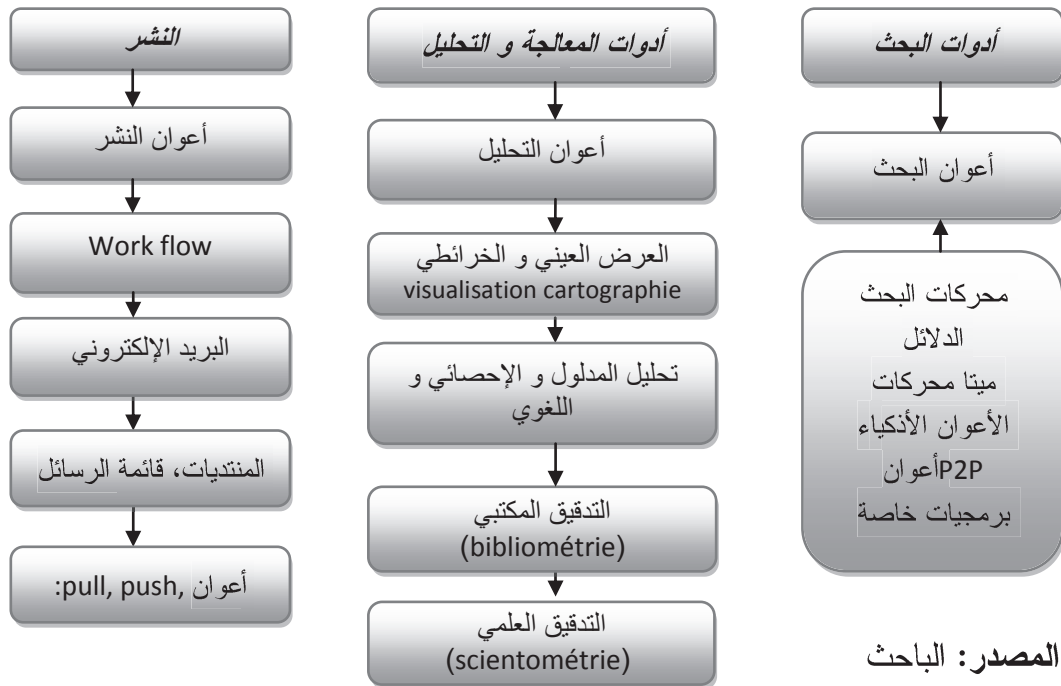 أدوات البحث
أعوان البحث
محركات البحث
الدلائل
ميتا محركات
الأعوان الأذكياء
P2Pأعوان
برمجيات خاصة
أدوات المعالجة و التحليل
أعوان التحليل
العرض العيني و الخرائطي
visualisation cartographie
تحليل المدلول و الإحصائي و
اللغوي
التدقيق المكتبي
(bibliométrie)
التدقيق العلمي
(scientométrie)
النشر
أعوان النشر
Work flow
البريد الإلكتروني
المنتديات، قائمة الرسائل
أعوان pull, push,:
المصدر: الباحث